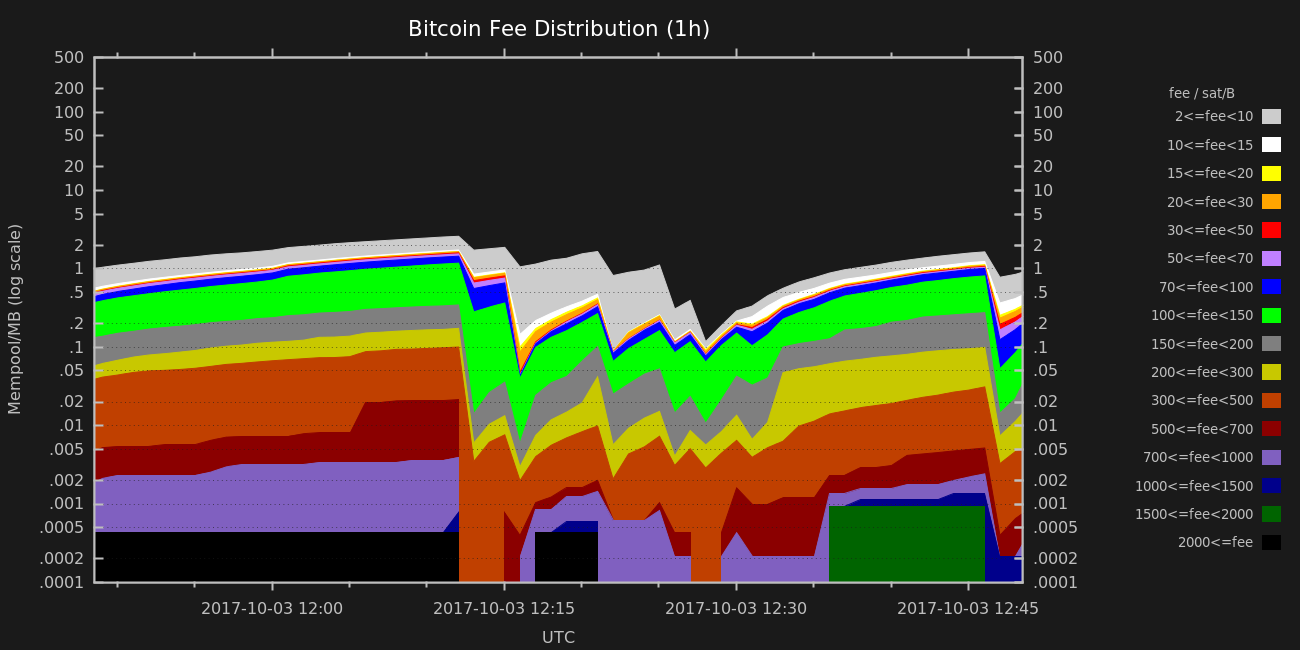 Bitcoin Fee Distribution (1h)
500
200
100
50
20
10
5
2
1
.5
.2
.1
.05
.02
.01
.005
.002
.001
.0005
.0002
.0001
Mempool/MB (log scale)
500
200
100
50
20
10
5
2
1
.5
.2
.1
.05
.02
.01
.005
.002
.001
.0005
.0002
.0001
2017-10-03 12:00 2017-10-03 12:15 2017-10-03 12:30 2017-10-03 12:45
UTC
fee / sat/B
2<=fee<10
10<=fee<15
15<=fee<20
20<=fee<30
30<=fee<50
50<=fee<70
70<=fee<100
100<=fee<150
150<=fee<200
200<=fee<300
300<=fee<500
500<=fee<700
700<=fee<1000
1000<=fee<1500
1500<=fee<2000
2000<=fee